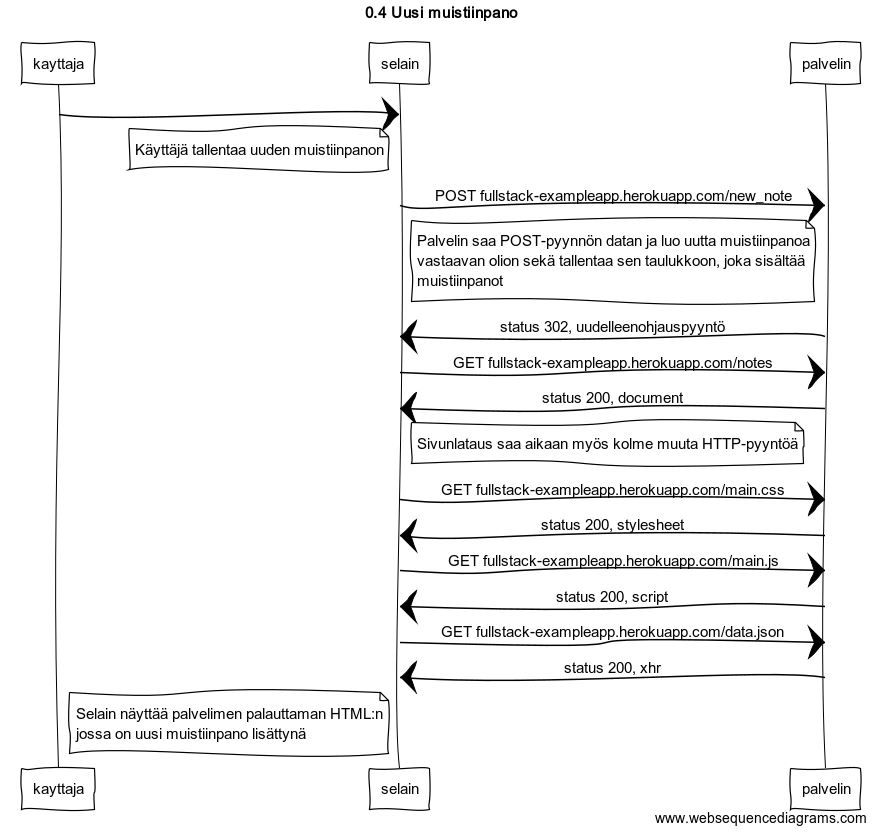 0.4 Uusi muistiinpano
kayttaja
selain
palvelin
Käyttäjä tallentaa uuden muistiinpanon
POST fullstack-exampleapp.herokuapp.com/new_note
Palvelin saa POST-pyynnön datan ja luo uutta muistiinpanoa
vastaavan olion sekä tallentaa sen taulukkoon, joka sisältää
muistiinpanot
status 302, uudelleenohjauspyyntö
GET fullstack-exampleapp.herokuapp.com/notes
status 200, document
Sivunlataus saa aikaan myös kolme muuta HTTP-pyyntöä
GET fullstack-exampleapp.herokuapp.com/main.css
status 200, stylesheet
GET fullstack-exampleapp.herokuapp.com/main.js
status 200, script
GET fullstack-exampleapp.herokuapp.com/data.json
status 200, xhr
Selain näyttää palvelimen palauttaman HTML:n
jossa on uusi muistiinpano lisättynä
kayttaja
selain
palvelin
www.websequencediagrams.com